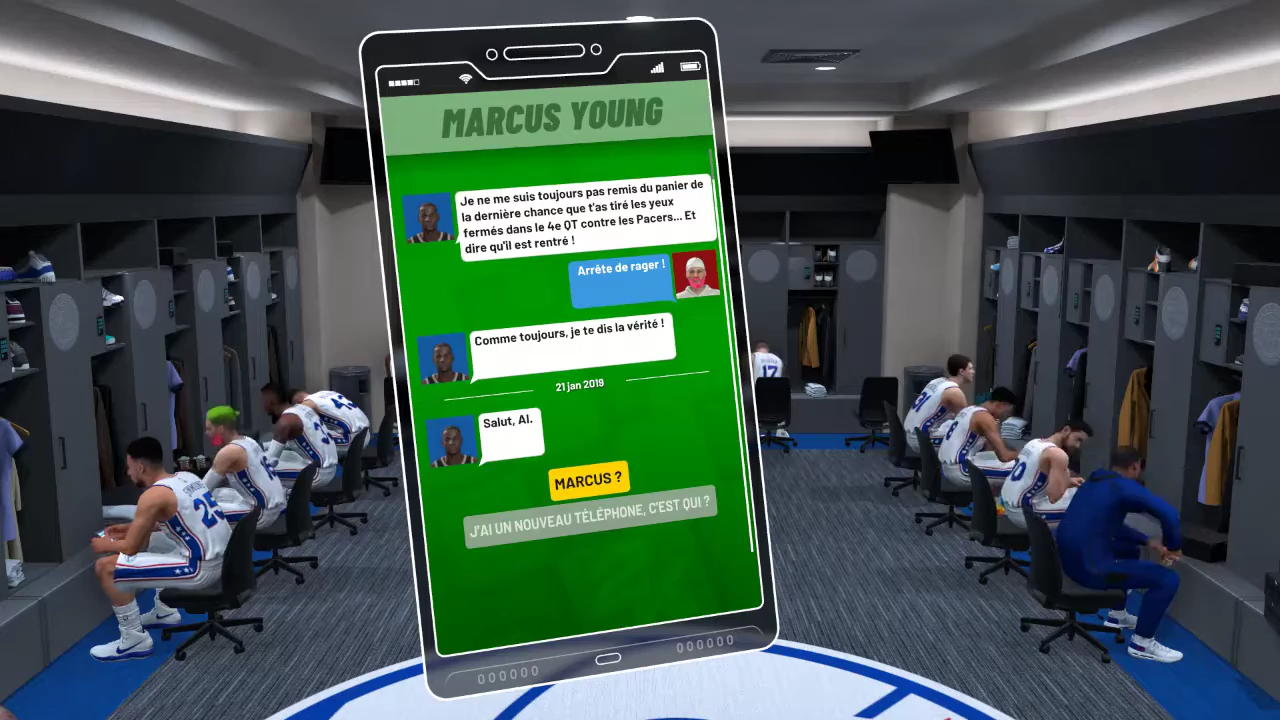 MARCUS YOUNG
Je ne me suis toujours pas remis du panier de
la dernière chance que t'as tiré les yeux
fermés dans le 4e QT contre les Pacers... Et
dire qu'il est rentré !
Arrête de rager !
Comme toujours, je te dis la vérité !
21 jan 2019
Salut, Al.
MARCUS ?
J'AI UN NOUVEAU TÉLÉPHONE, C'EST QUI ?
25
17